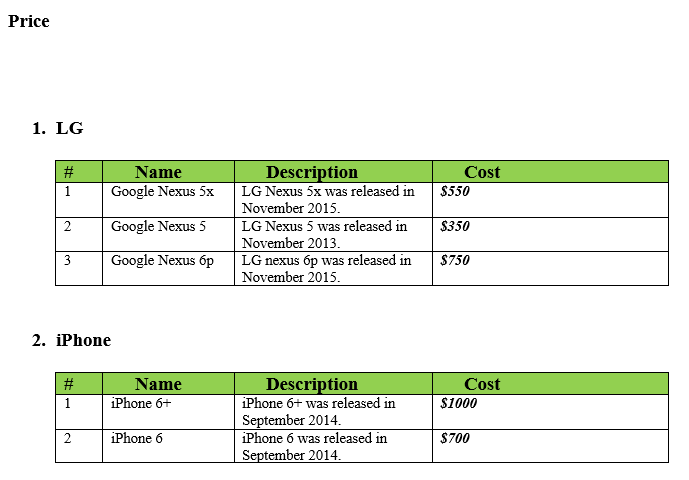 Price
1. LG
# Name Description Cost
1 Google Nexus 5x LG Nexus 5x was released in $550
November 2015.
2 Google Nexus 5 LG Nexus 5 was released in $350
November 2013.
3 Google Nexus 6p LG nexus 6p was released in $750
November 2015.
2. iPhone
# Name Description Cost
1 iPhone 6+ iPhone 6+ was released in $1000
September 2014.
2 iPhone 6 iPhone 6 was released in $700
September 2014.